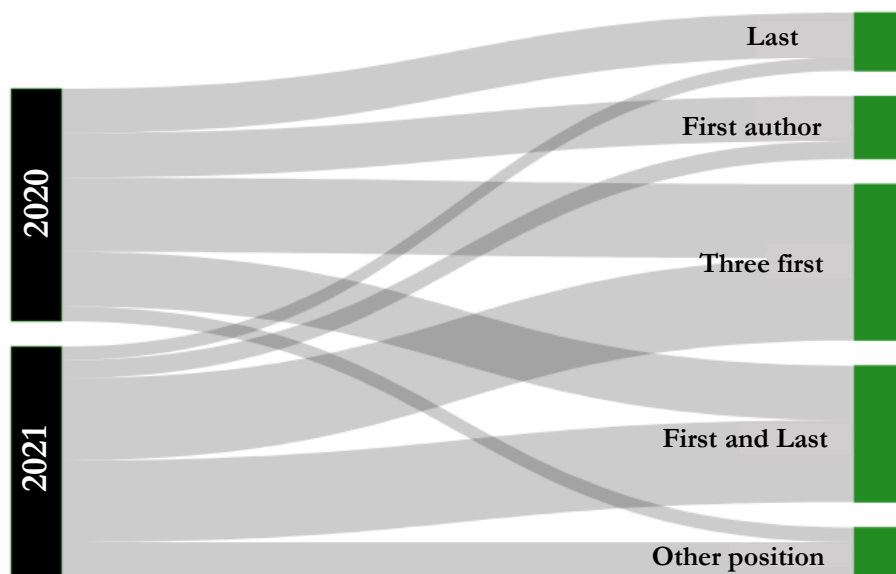 2020
2021
Last
First author
Three first
First and Last
Other position